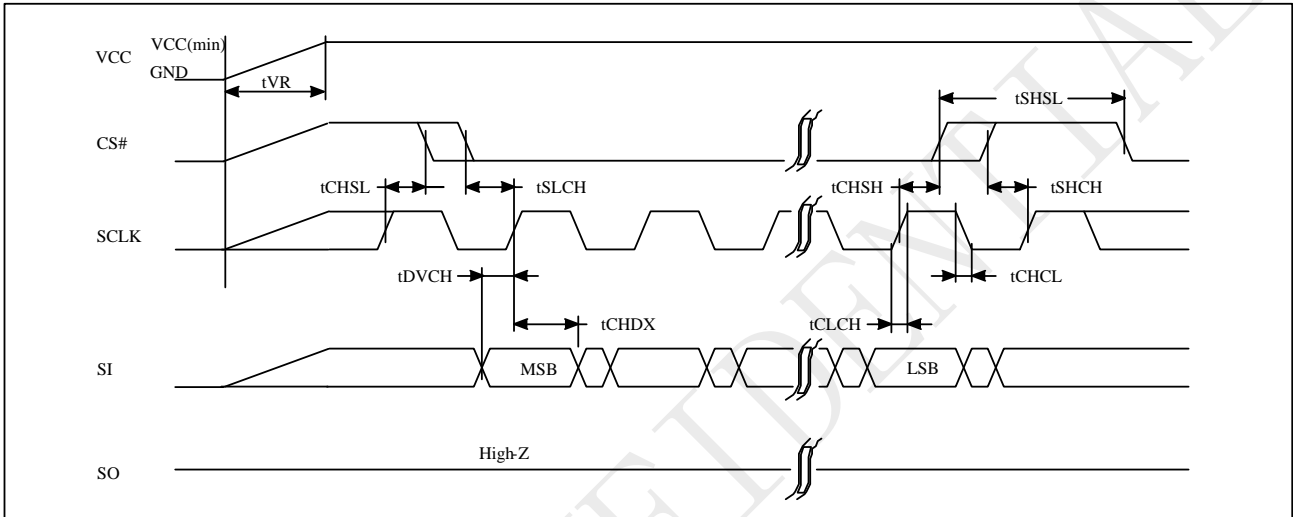 VCC
VCC(min)
GND
tVR
tSHSL
CS#
tCHSL
tSLCH
tCHSH
tSHCH
SCLK
tDVCH
tCHCL
tCHDX
tCLCH
SI
MSB
LSB
High-Z
SO